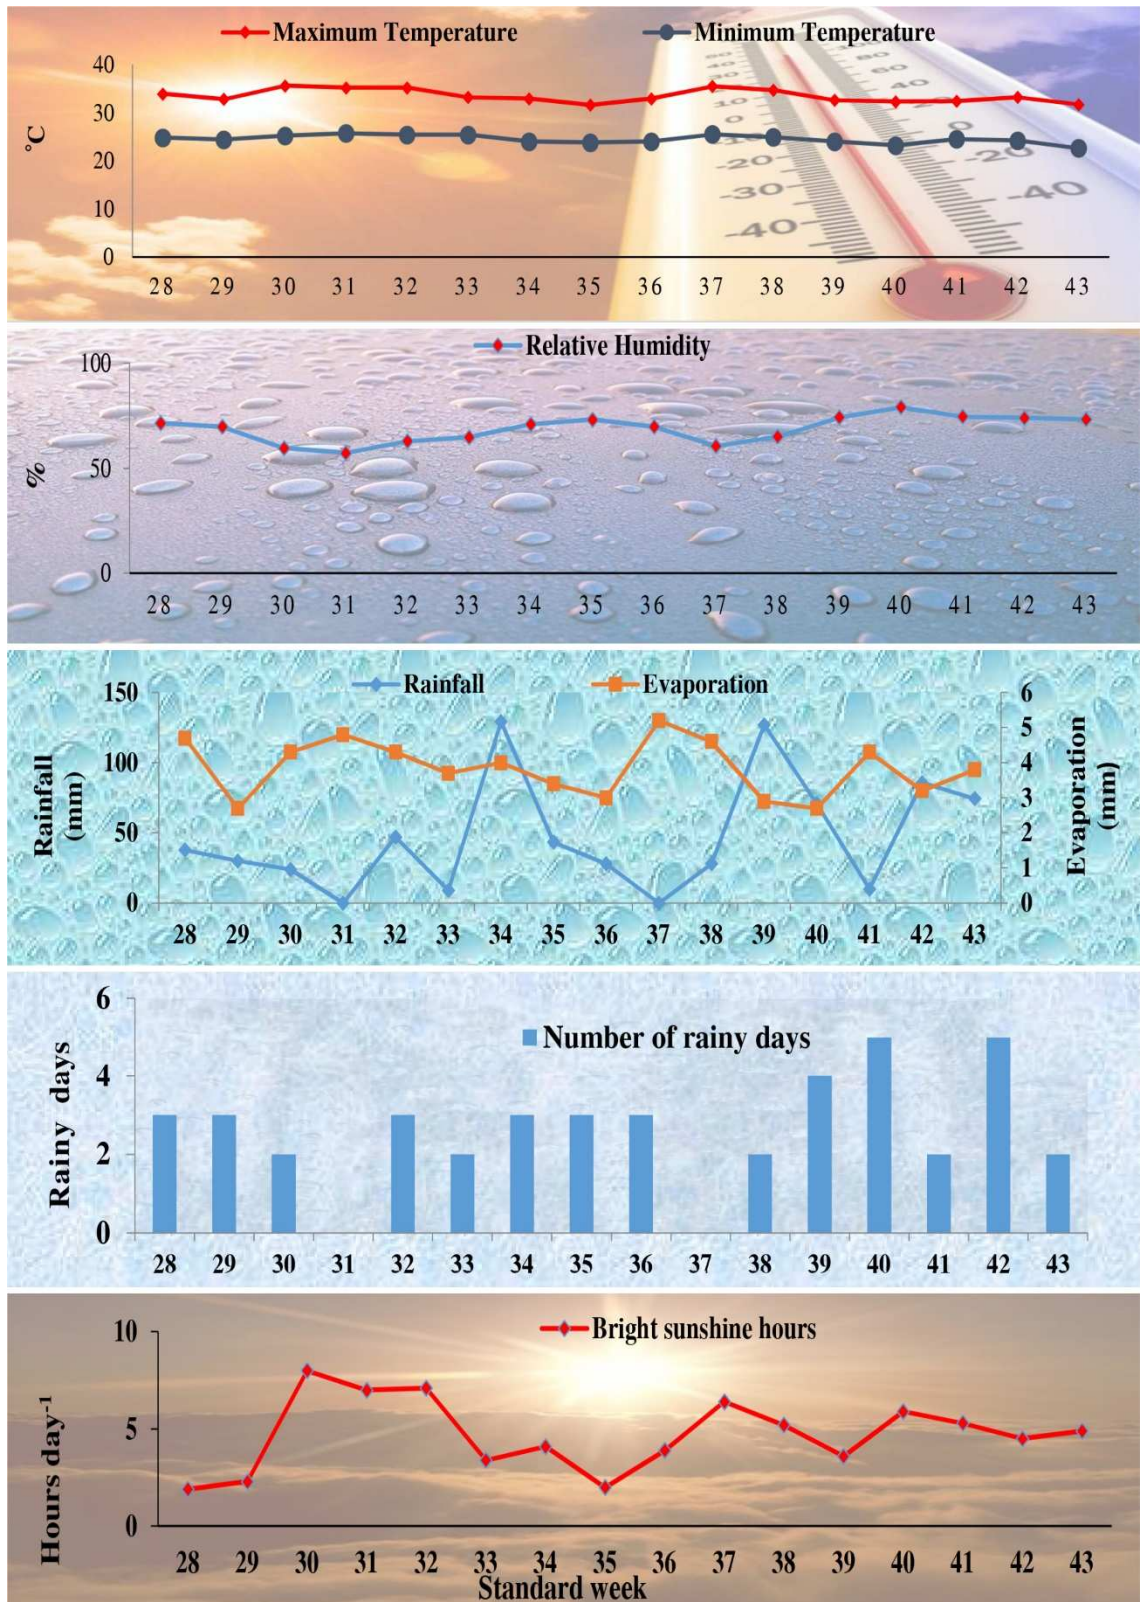 Maximum Temperature Minimum Temperature
40
30
20
10
0
°C
28 29 30 31 32 33 34 35 36 37 38 39 40 41 42 43
Relative Humidity
100
50
0
%
28 29 30 31 32 33 34 35 36 37 38 39 40 41 42 43
Rainfall Evaporation
150
100
50
0
Rainfall
(mm)
6
5
4
3
2
1
0
Evaporation
(mm)
28 29 30 31 32 33 34 35 36 37 38 39 40 41 42 43
Number of rainy days
6
4
2
0
Rainy days
28 29 30 31 32 33 34 35 36 37 38 39 40 41 42 43
Bright sunshine hours
10
5
0
Hours day-1
28 29 30 31 32 33 34 35 36 37 38 39 40 41 42 43
Standard week